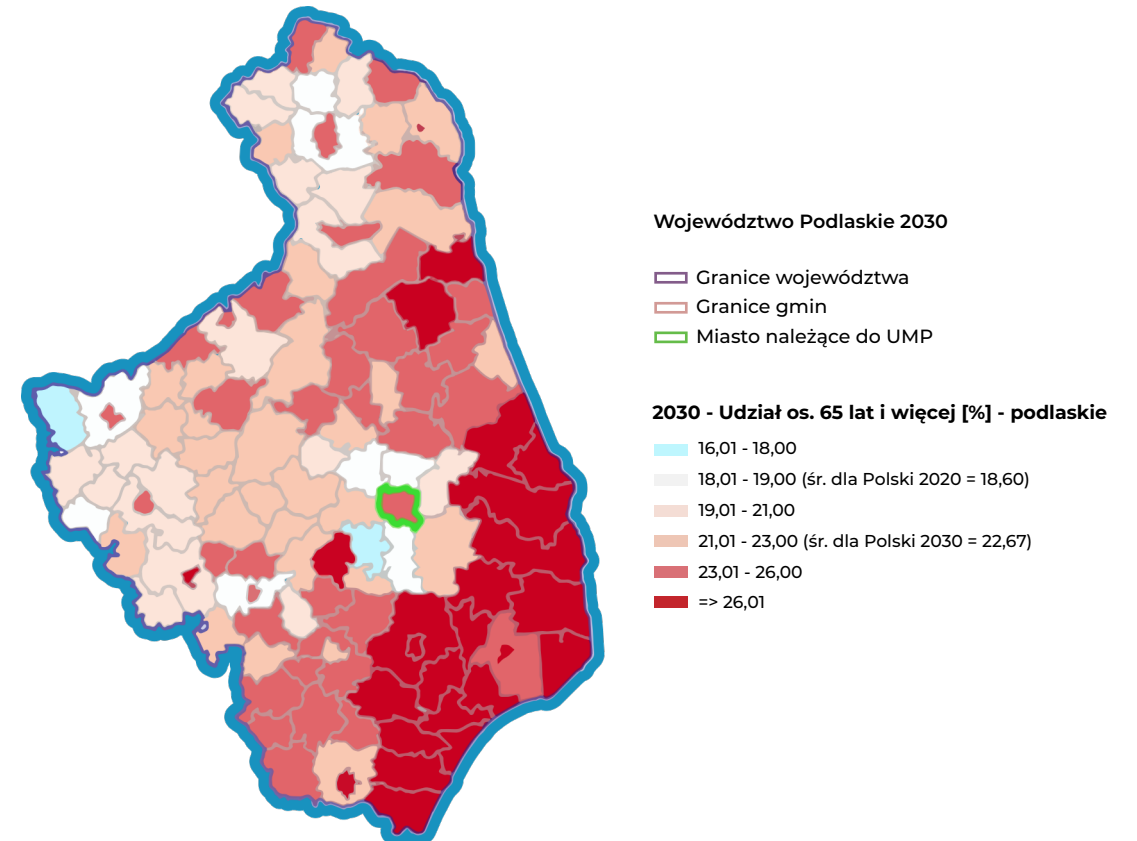 Województwo Podlaskie 2030
Granice województwa
Granice gmin
Miasto należące do UMP
2030 - Udział os. 65 lat i więcej [%] - podlaskie
16,01 - 18,00
18,01 - 19,00 (śr. dla Polski 2020 = 18,60)
19,01 - 21,00
21,01 - 23,00 (śr. dla Polski 2030 = 22,67)
23,01 - 26,00
=> 26,01